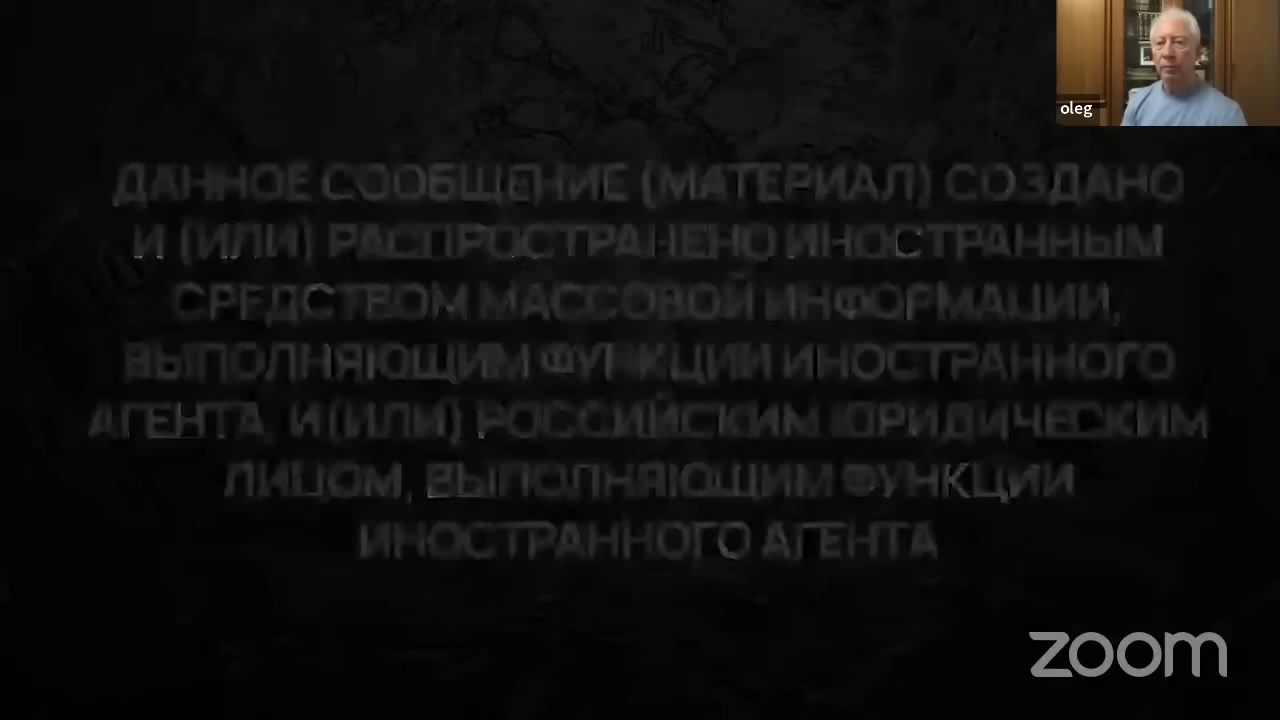 oleg
ДАННОЕ СООБЩЕНИЕ (МАТЕРИАЛ) СОЗДАНО
И (ИЛИ) РАСПРОСТРАНЕНО ИНОСТРАННЫМ
СРЕДСТВОМ МАССОВОЙ ИНФОРМАЦИИ,
ВЫПОЛНЯЮЩИМ ФУНКЦИИ ИНОСТРАННОГО
АГЕНТА, И (ИЛИ) РОССИЙСКИМ ЮРИДИЧЕСКИМ
ЛИЦОМ, ВЫПОЛНЯЮЩИМ ФУНКЦИИ
ИНОСТРАННОГО АГЕНТА
zoom